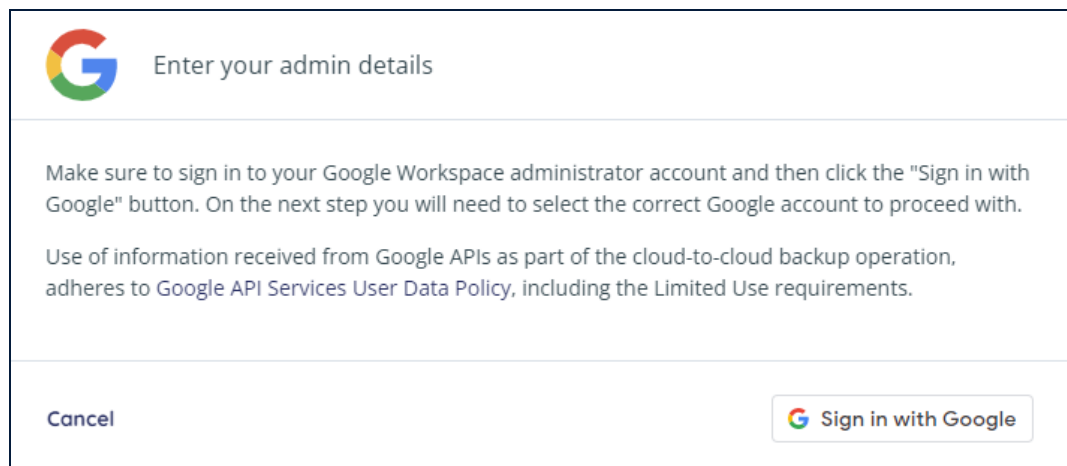 Enter your admin details
Make sure to sign in to your Google Workspace administrator account and then click the "Sign in with
Google" button. On the next step you will need to select the correct Google account to proceed with.
Use of information received from Google APIs as part of the cloud-to-cloud backup operation,
adheres to Google API Services User Data Policy, including the Limited Use requirements.
Cancel
Sign in with Google